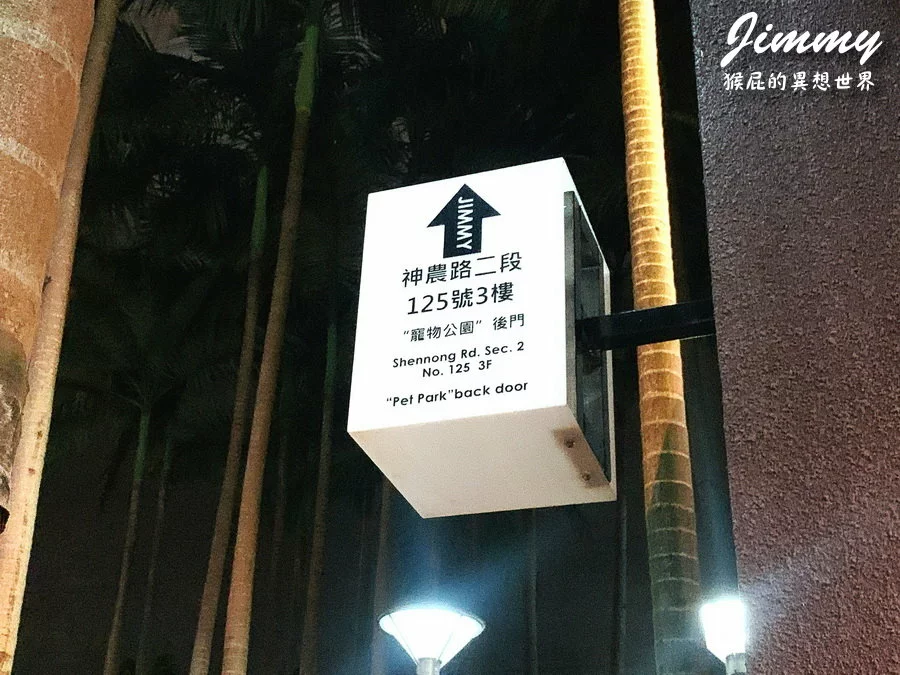 Jimmy
猴屁的異想世界
JIMMY
神農路二段
125號3樓
“寵物公園”後門
Shennong Rd. Sec. 2
No. 125 3F
“Pet Park”back door